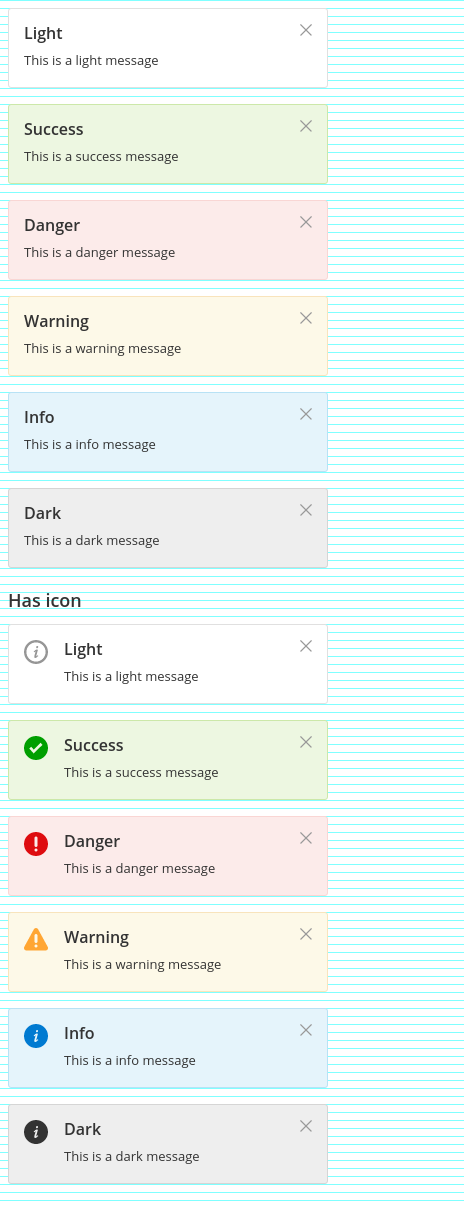 Light
This is a light message
Success
This is a success message
Danger
This is a danger message
Warning
This is a warning message
Info
This is a info message
Dark
This is a dark message
Has icon
Light
This is a light message
Success
This is a success message
Danger
This is a danger message
Warning
This is a warning message
Info
This is a info message
Dark
This is a dark message